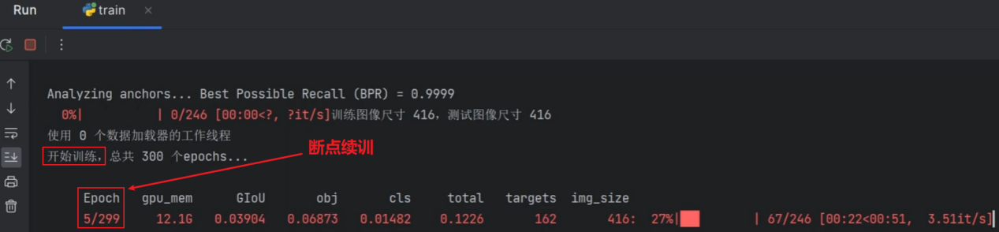 Run train
Analyzing anchors... Best Possible Recall (BPR) = 0.9999
0%| | 0/246 [00:00<?, ?it/s]训练图像尺寸 416，测试图像尺寸 416
使用 0 个数据加载器的工作线程
断点续训
开始训练，总共 300 个epochs...
Epoch gpu_mem GIoU obj cls total targets img_size
5/299 12.1G 0.03904 0.06873 0.01482 0.1226 162 416: 27%| | 67/246 [00:22<00:51, 3.51it/s]